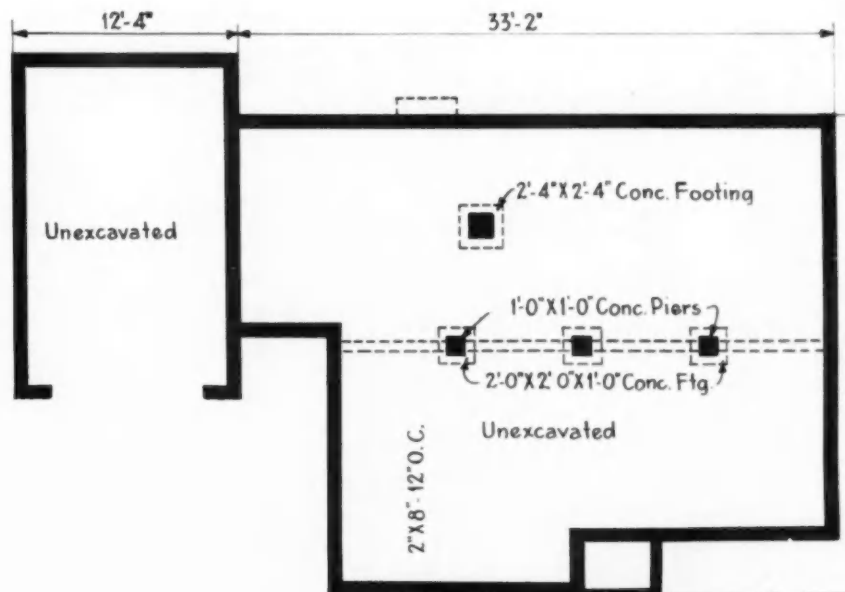 12'-4"
33'-2"
2'-4" X 2'-4" Conc. Footing
Unexcavated
1'-0" X 1'-0" Conc. Piers
2'-0" X 2' 0" X 1'-0" Conc. Ftg.
Unexcavated
2" X 8" - 12" O.C.